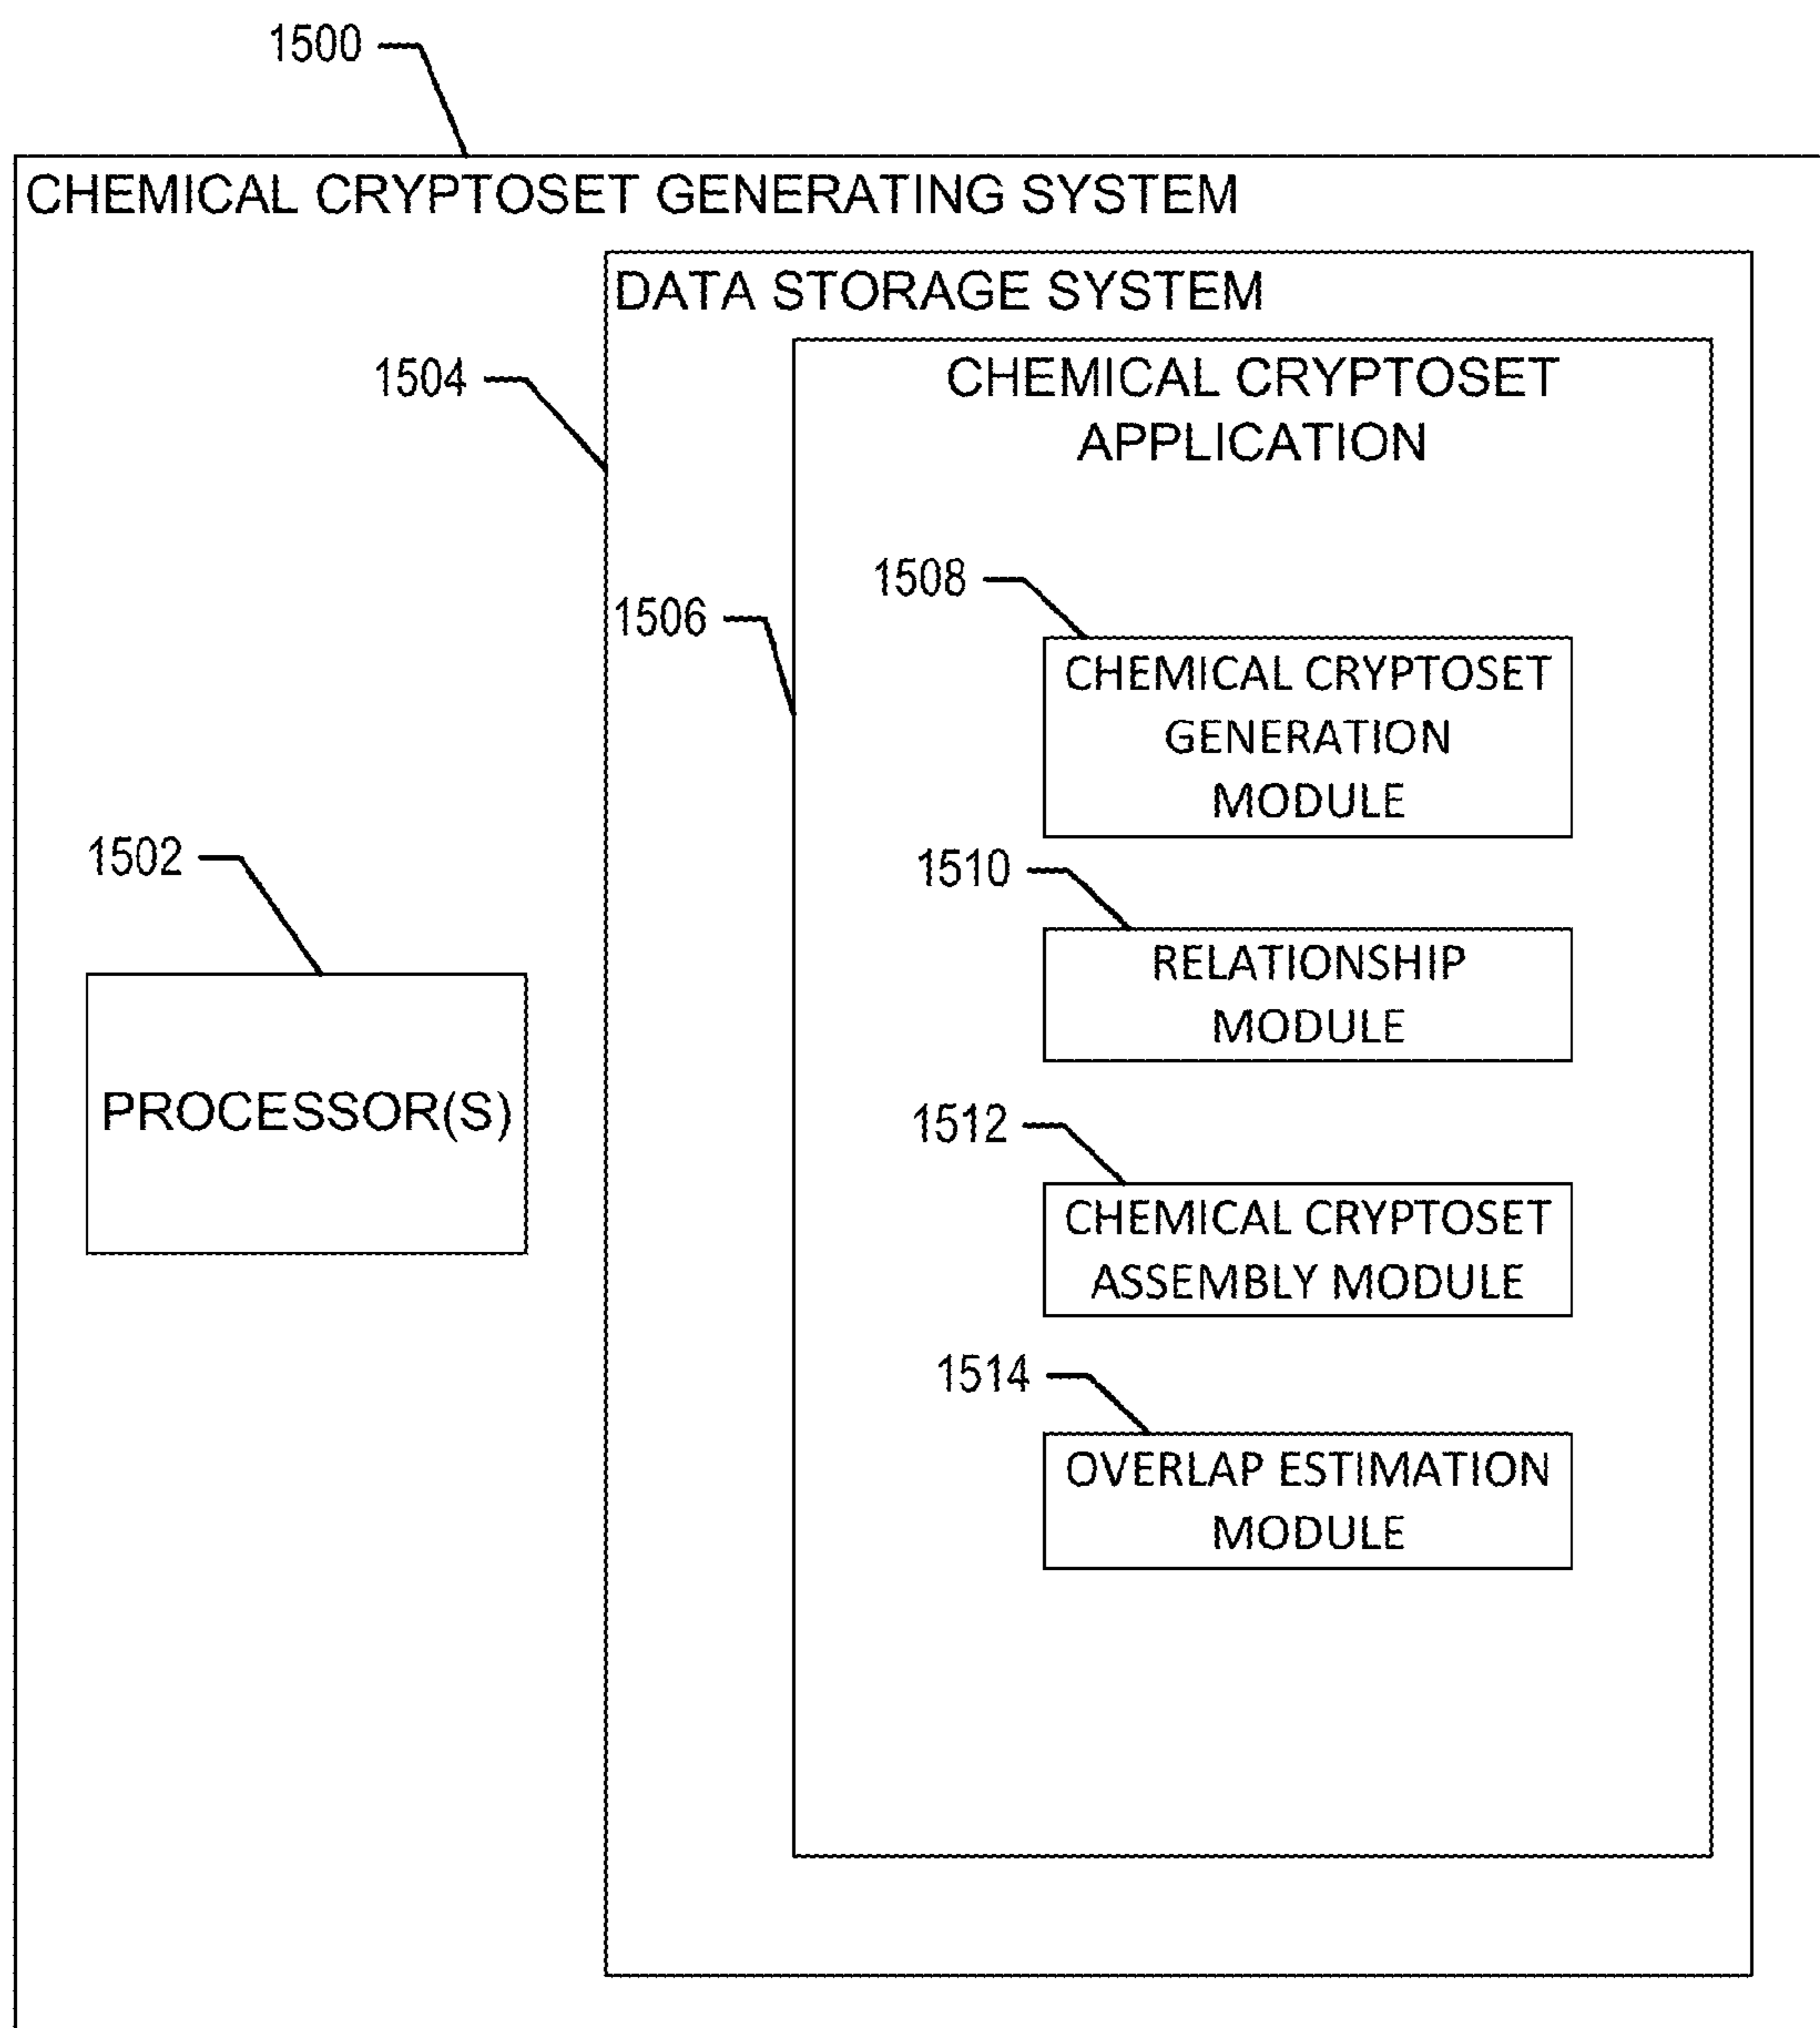 1500
CHEMICAL CRYPTOSET GENERATING SYSTEM
DATA STORAGE SYSTEM
1504
CHEMICAL CRYPTOSET
APPLICATION
1508
1506
CHEMICAL CRYPTOSET
GENERATION
MODULE
1502
1510
RELATIONSHIP
MODULE
PROCESSOR(S)
1512
CHEMICAL CRYPTOSET
ASSEMBLY MODULE
1514
OVERLAP ESTIMATION
MODULE